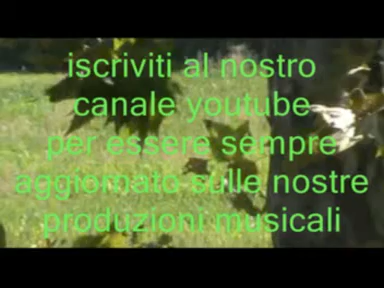 iscriviti al nostro
canale youtube
per essere sempre
aggiornato sulle nostre
produzioni musicali